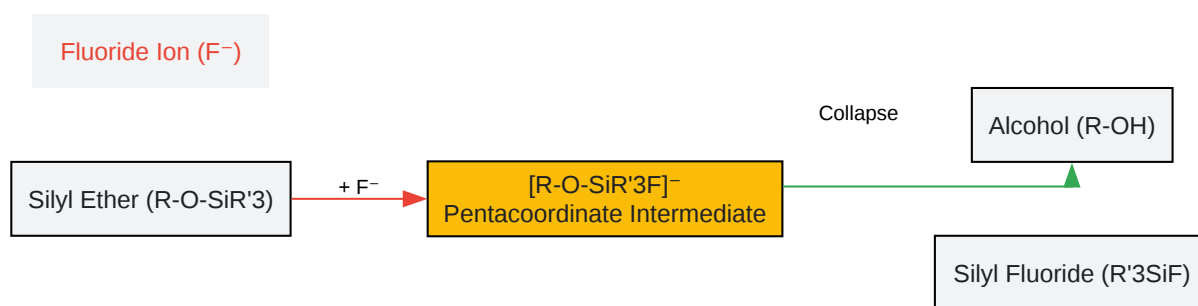 Fluoride Ion (F⁻)
Silyl Ether (R-O-SiR'3)
+ F⁻
[R-O-SiR'3F]⁻
Pentacoordinate Intermediate
Collapse
Alcohol (R-OH)
Silyl Fluoride (R'3SiF)